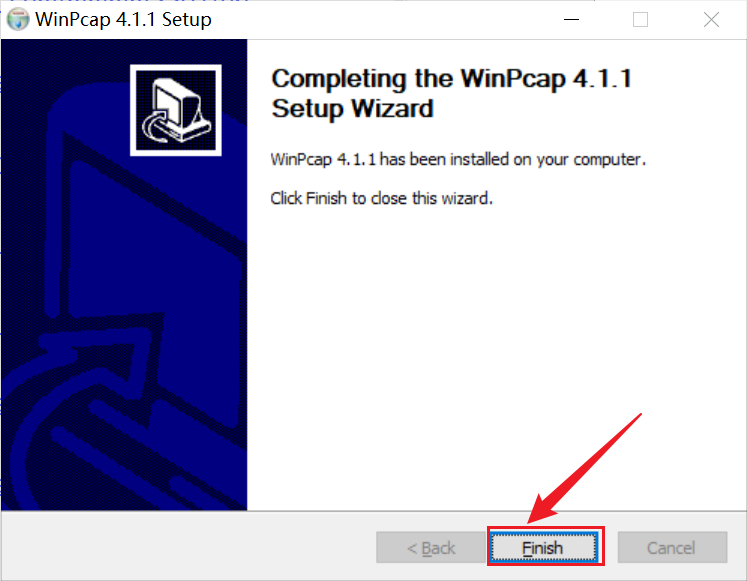 WinPcap 4.1.1 Setup
Completing the WinPcap 4.1.1
Setup Wizard
WinPcap 4.1.1 has been installed on your computer.
Click Finish to close this wizard.
< Back
Finish
Cancel